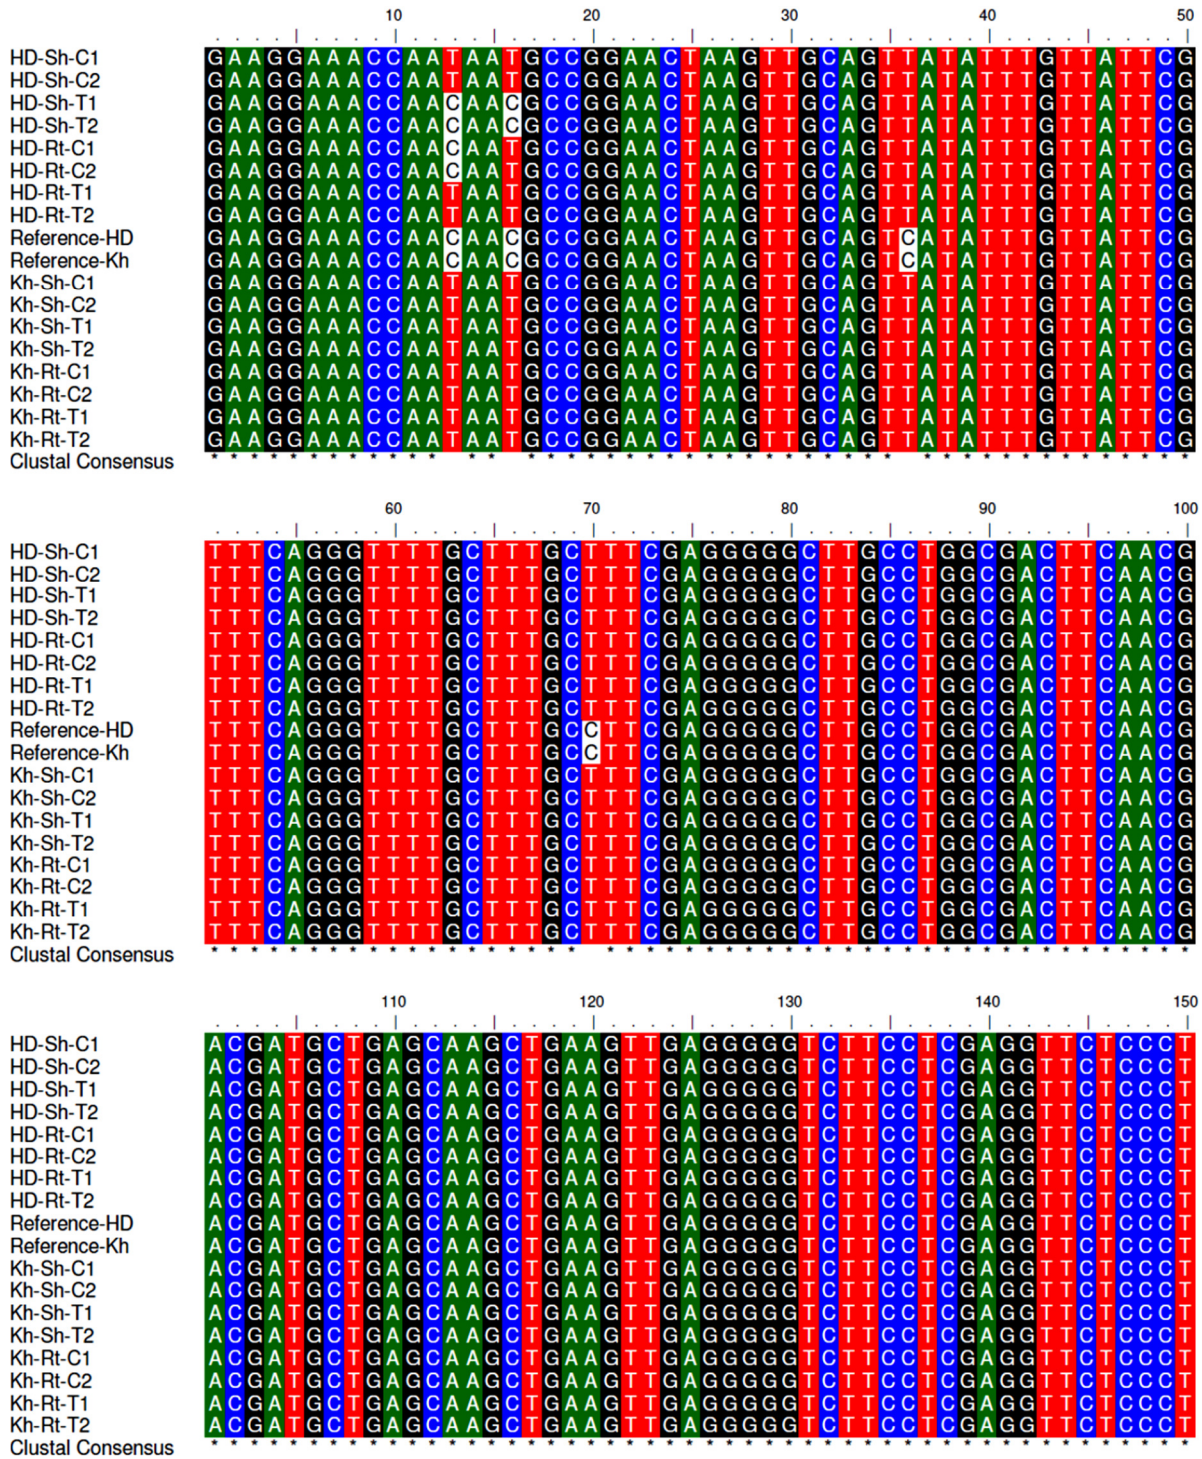 10 20 30 40 50
HD-Sh-C1 GAAGGAAACCAATAATGCCGGAACTAAGTTGCAGTTATATTTGTTATTCG
HD-Sh-C2 GAAGGAAACCAATAATGCCGGAACTAAGTTGCAGTTATATTTGTTATTCG
HD-Sh-T1 GAAGGAAACCAACAACGCCGGAACTAAGTTGCAGTTATATTTGTTATTCG
HD-Sh-T2 GAAGGAAACCAACAACGCCGGAACTAAGTTGCAGTTATATTTGTTATTCG
HD-Rt-C1 GAAGGAAACCAACAATGCCGGAACTAAGTTGCAGTTATATTTGTTATTCG
HD-Rt-C2 GAAGGAAACCAACAATGCCGGAACTAAGTTGCAGTTATATTTGTTATTCG
HD-Rt-T1 GAAGGAAACCAATAATGCCGGAACTAAGTTGCAGTTATATTTGTTATTCG
HD-Rt-T2 GAAGGAAACCAATAATGCCGGAACTAAGTTGCAGTTATATTTGTTATTCG
Reference-HD GAAGGAAACCAACAACGCCGGAACTAAGTTGCAGTCATATTTGTTATTCG
Reference-Kh GAAGGAAACCAACAACGCCGGAACTAAGTTGCAGTCATATTTGTTATTCG
Kh-Sh-C1 GAAGGAAACCAATAATGCCGGAACTAAGTTGCAGTTATATTTGTTATTCG
Kh-Sh-C2 GAAGGAAACCAATAATGCCGGAACTAAGTTGCAGTTATATTTGTTATTCG
Kh-Sh-T1 GAAGGAAACCAATAATGCCGGAACTAAGTTGCAGTTATATTTGTTATTCG
Kh-Sh-T2 GAAGGAAACCAATAATGCCGGAACTAAGTTGCAGTTATATTTGTTATTCG
Kh-Rt-C1 GAAGGAAACCAATAATGCCGGAACTAAGTTGCAGTTATATTTGTTATTCG
Kh-Rt-C2 GAAGGAAACCAATAATGCCGGAACTAAGTTGCAGTTATATTTGTTATTCG
Kh-Rt-T1 GAAGGAAACCAATAATGCCGGAACTAAGTTGCAGTTATATTTGTTATTCG
Kh-Rt-T2 GAAGGAAACCAATAATGCCGGAACTAAGTTGCAGTTATATTTGTTATTCG
Clustal Consensus ************ ** ******************* **************
60 70 80 90 100
HD-Sh-C1 TTTCAGGGTTTTGCTTTGCTTTCGAGGGGGCTTGCCTGGCGACTTCAACG
HD-Sh-C2 TTTCAGGGTTTTGCTTTGCTTTCGAGGGGGCTTGCCTGGCGACTTCAACG
HD-Sh-T1 TTTCAGGGTTTTGCTTTGCTTTCGAGGGGGCTTGCCTGGCGACTTCAACG
HD-Sh-T2 TTTCAGGGTTTTGCTTTGCTTTCGAGGGGGCTTGCCTGGCGACTTCAACG
HD-Rt-C1 TTTCAGGGTTTTGCTTTGCTTTCGAGGGGGCTTGCCTGGCGACTTCAACG
HD-Rt-C2 TTTCAGGGTTTTGCTTTGCTTTCGAGGGGGCTTGCCTGGCGACTTCAACG
HD-Rt-T1 TTTCAGGGTTTTGCTTTGCTTTCGAGGGGGCTTGCCTGGCGACTTCAACG
HD-Rt-T2 TTTCAGGGTTTTGCTTTGCTTTCGAGGGGGCTTGCCTGGCGACTTCAACG
Reference-HD TTTCAGGGTTTTGCTTTGCCTTCGAGGGGGCTTGCCTGGCGACTTCAACG
Reference-Kh TTTCAGGGTTTTGCTTTGCCTTCGAGGGGGCTTGCCTGGCGACTTCAACG
Kh-Sh-C1 TTTCAGGGTTTTGCTTTGCTTTCGAGGGGGCTTGCCTGGCGACTTCAACG
Kh-Sh-C2 TTTCAGGGTTTTGCTTTGCTTTCGAGGGGGCTTGCCTGGCGACTTCAACG
Kh-Sh-T1 TTTCAGGGTTTTGCTTTGCTTTCGAGGGGGCTTGCCTGGCGACTTCAACG
Kh-Sh-T2 TTTCAGGGTTTTGCTTTGCTTTCGAGGGGGCTTGCCTGGCGACTTCAACG
Kh-Rt-C1 TTTCAGGGTTTTGCTTTGCTTTCGAGGGGGCTTGCCTGGCGACTTCAACG
Kh-Rt-C2 TTTCAGGGTTTTGCTTTGCTTTCGAGGGGGCTTGCCTGGCGACTTCAACG
Kh-Rt-T1 TTTCAGGGTTTTGCTTTGCTTTCGAGGGGGCTTGCCTGGCGACTTCAACG
Kh-Rt-T2 TTTCAGGGTTTTGCTTTGCTTTCGAGGGGGCTTGCCTGGCGACTTCAACG
Clustal Consensus ******************* ******************************
110 120 130 140 150
HD-Sh-C1 ACGATGCTGAGCAAGCTGAAGTTGAGGGGGTCTTCCTCGAGGTTCTCCCT
HD-Sh-C2 ACGATGCTGAGCAAGCTGAAGTTGAGGGGGTCTTCCTCGAGGTTCTCCCT
HD-Sh-T1 ACGATGCTGAGCAAGCTGAAGTTGAGGGGGTCTTCCTCGAGGTTCTCCCT
HD-Sh-T2 ACGATGCTGAGCAAGCTGAAGTTGAGGGGGTCTTCCTCGAGGTTCTCCCT
HD-Rt-C1 ACGATGCTGAGCAAGCTGAAGTTGAGGGGGTCTTCCTCGAGGTTCTCCCT
HD-Rt-C2 ACGATGCTGAGCAAGCTGAAGTTGAGGGGGTCTTCCTCGAGGTTCTCCCT
HD-Rt-T1 ACGATGCTGAGCAAGCTGAAGTTGAGGGGGTCTTCCTCGAGGTTCTCCCT
HD-Rt-T2 ACGATGCTGAGCAAGCTGAAGTTGAGGGGGTCTTCCTCGAGGTTCTCCCT
Reference-HD ACGATGCTGAGCAAGCTGAAGTTGAGGGGGTCTTCCTCGAGGTTCTCCCT
Reference-Kh ACGATGCTGAGCAAGCTGAAGTTGAGGGGGTCTTCCTCGAGGTTCTCCCT
Kh-Sh-C1 ACGATGCTGAGCAAGCTGAAGTTGAGGGGGTCTTCCTCGAGGTTCTCCCT
Kh-Sh-C2 ACGATGCTGAGCAAGCTGAAGTTGAGGGGGTCTTCCTCGAGGTTCTCCCT
Kh-Sh-T1 ACGATGCTGAGCAAGCTGAAGTTGAGGGGGTCTTCCTCGAGGTTCTCCCT
Kh-Sh-T2 ACGATGCTGAGCAAGCTGAAGTTGAGGGGGTCTTCCTCGAGGTTCTCCCT
Kh-Rt-C1 ACGATGCTGAGCAAGCTGAAGTTGAGGGGGTCTTCCTCGAGGTTCTCCCT
Kh-Rt-C2 ACGATGCTGAGCAAGCTGAAGTTGAGGGGGTCTTCCTCGAGGTTCTCCCT
Kh-Rt-T1 ACGATGCTGAGCAAGCTGAAGTTGAGGGGGTCTTCCTCGAGGTTCTCCCT
Kh-Rt-T2 ACGATGCTGAGCAAGCTGAAGTTGAGGGGGTCTTCCTCGAGGTTCTCCCT
Clustal Consensus **************************************************